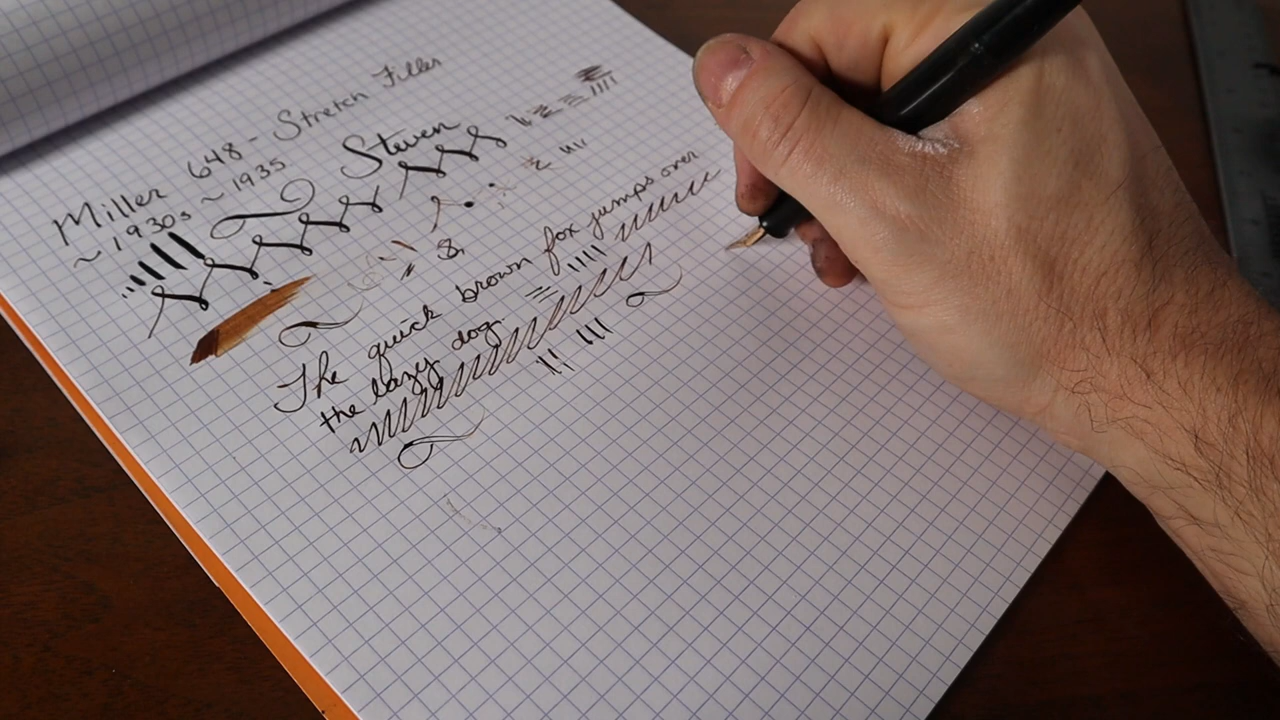 Miller 648 - Stretch Filler
~ 1930s ~ 1935
Steven
&
The quick brown fox jumps over
the lazy dog.